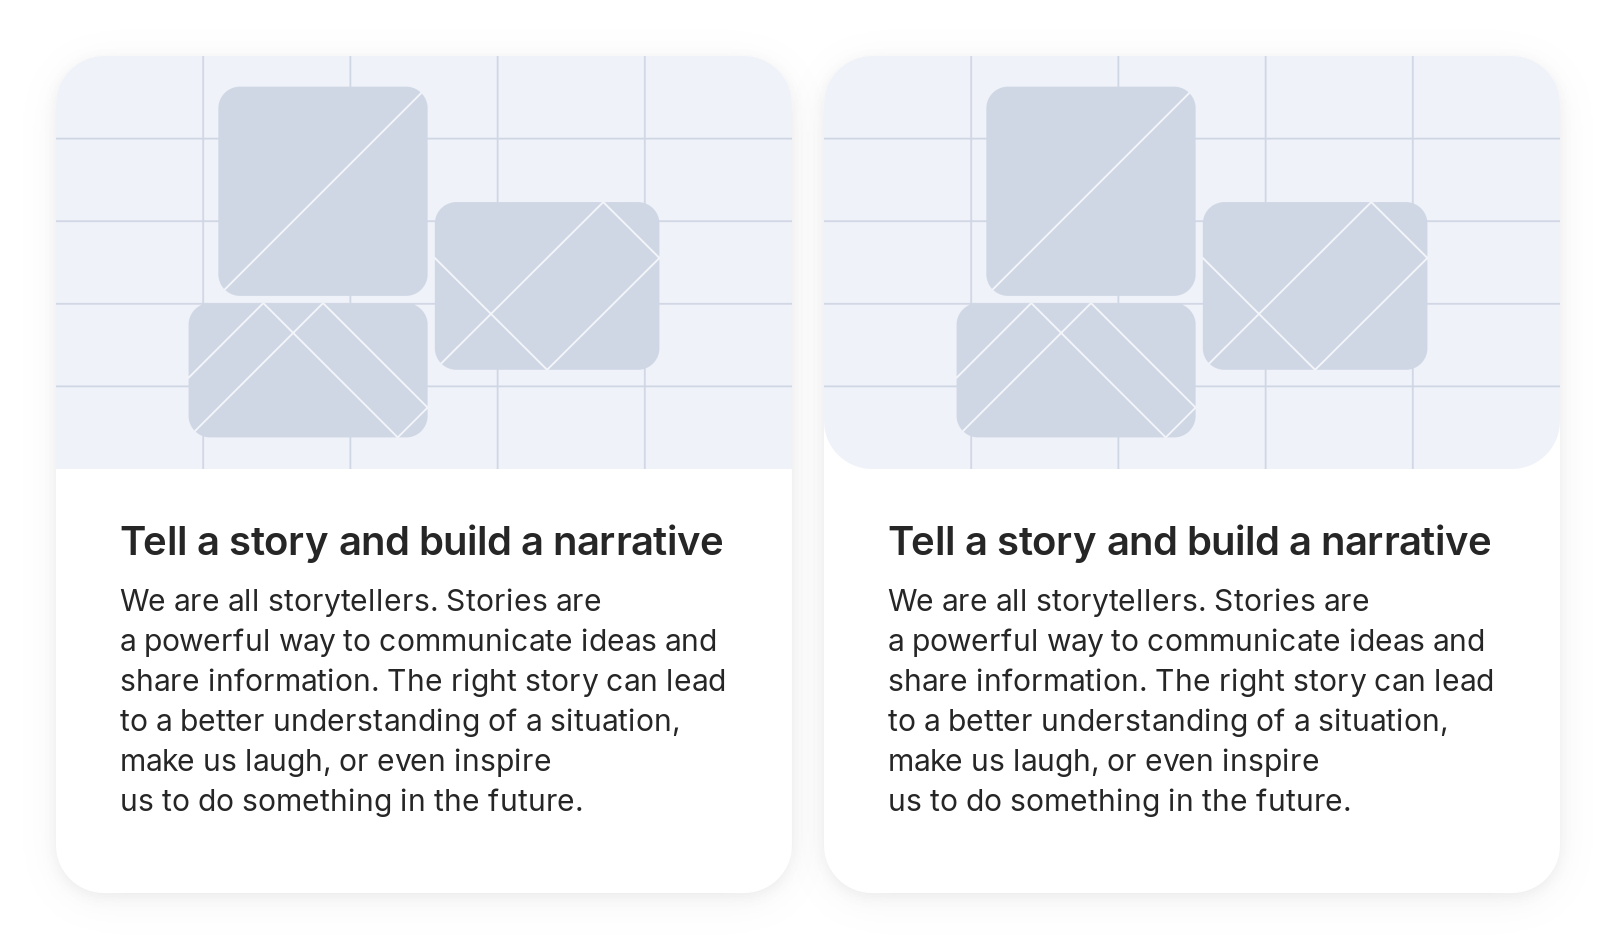 Tell a story and build a narrative
We are all storytellers. Stories are
a powerful way to communicate ideas and
share information. The right story can lead
to a better understanding of a situation,
make us laugh, or even inspire
us to do something in the future.
Tell a story and build a narrative
We are all storytellers. Stories are
a powerful way to communicate ideas and
share information. The right story can lead
to a better understanding of a situation,
make us laugh, or even inspire
us to do something in the future.